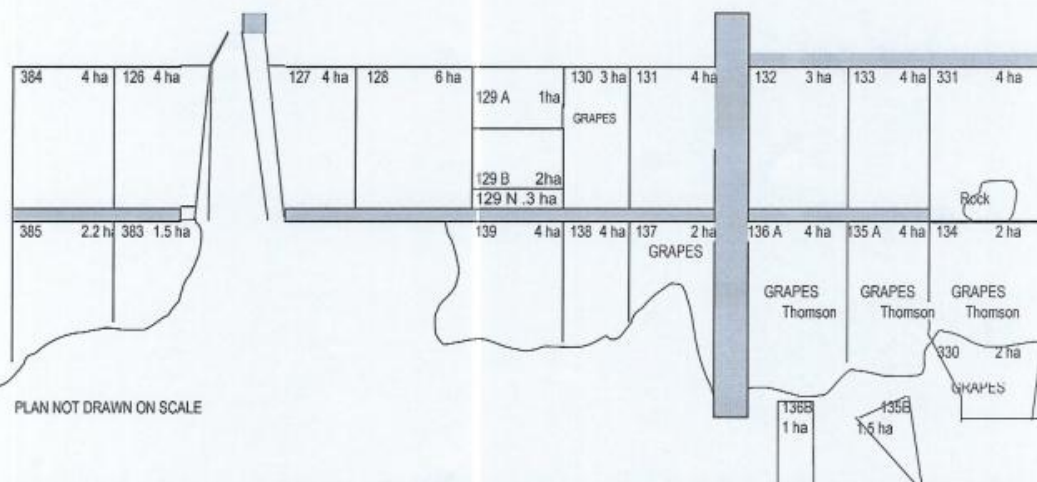 384 4 ha 126 4 ha 127 4 ha 128 6 ha 130 3 ha 131 4 ha 132 3 ha 133 4 ha 331 4 ha
129 A 1ha
GRAPES
129 B 2ha
129 N .3 ha
Rock
385 2.2 ha 383 1.5 ha 139 4 ha 138 4 ha 137 2 ha 136 A 4 ha 135 A 4 ha 134 2 ha
GRAPES
GRAPES GRAPES GRAPES
Thomson Thomson Thomson
330 2 ha
GRAPES
PLAN NOT DRAWN ON SCALE
136B 135B
1 ha 1.5 ha